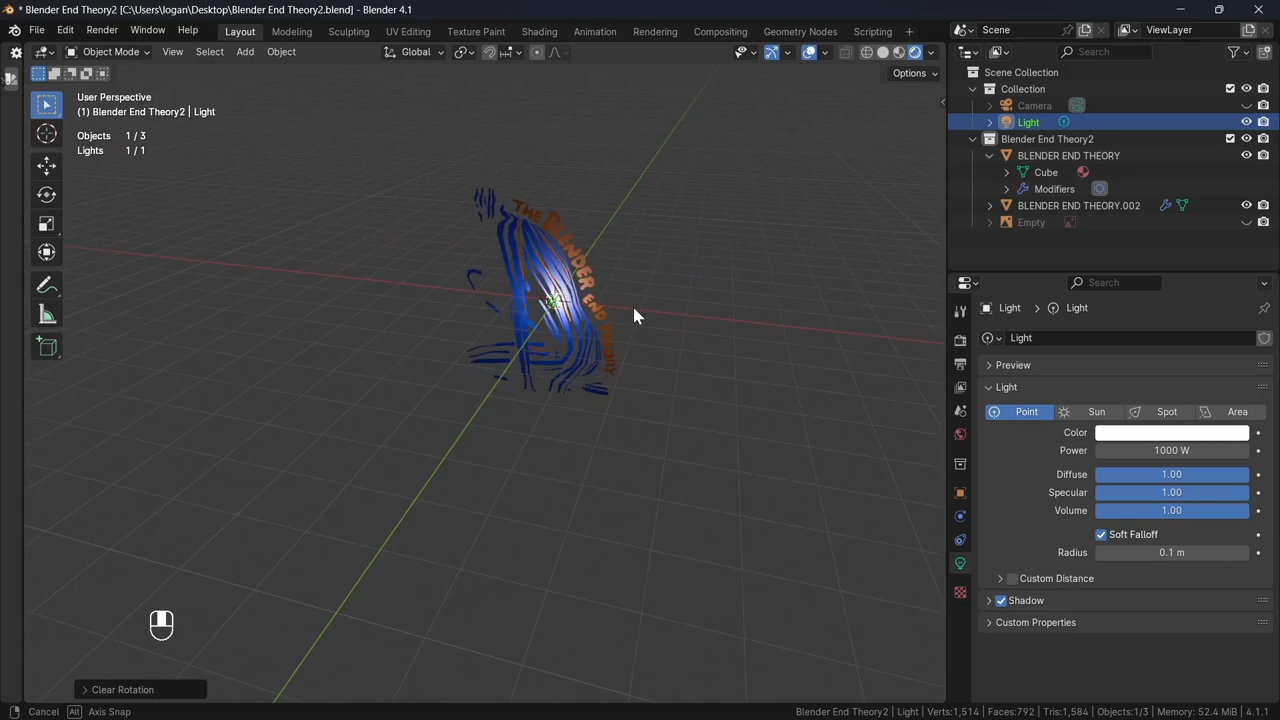 * Blender End Theory2 [C:\Users\logan\Desktop\Blender End Theory2.blend] - Blender 4.1
File Edit Render Window Help Layout Modeling Sculpting UV Editing Texture Paint Shading Animation Rendering Compositing Geometry Nodes Scripting + Scene ViewLayer
Object Mode View Select Add Object Global Search
Options
User Perspective
(1) Blender End Theory2 | Light
Objects 1 / 3
Lights 1 / 1
THE BLENDER END THEORY
Clear Rotation
Scene Collection
Collection
Camera
Light
Blender End Theory2
BLENDER END THEORY
Cube
Modifiers
BLENDER END THEORY.002
Empty
Search
Light > Light
Light
Preview
Light
Point Sun Spot Area
Color
Power 1000 W
Diffuse 1.00
Specular 1.00
Volume 1.00
Soft Falloff
Radius 0.1 m
Custom Distance
Shadow
Custom Properties
Cancel Alt Axis Snap Blender End Theory2 | Light | Verts:1,514 | Faces:792 | Tris:1,584 | Objects:1/3 | Memory: 52.4 MiB | 4.1.1